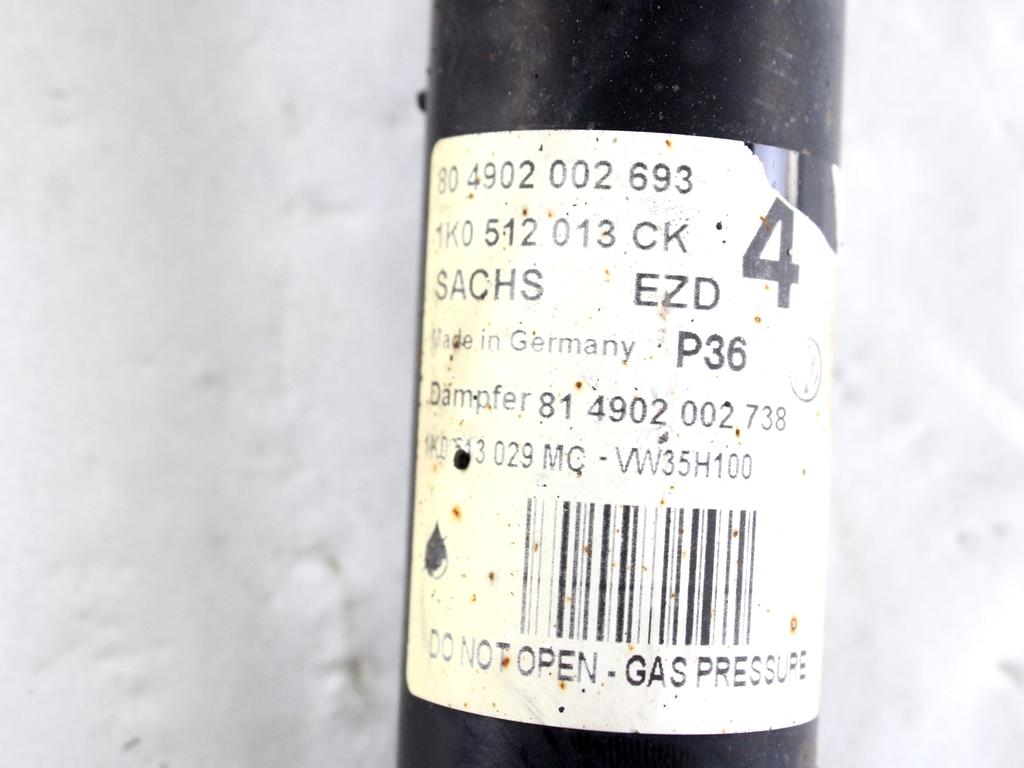 80 4902 002 693
1K0 512 013 CK 4
SACHS EZD
Made in Germany P36
Dämpfer 81 4902 002 738
1K0 513 029 MC - VW35H100
DO NOT OPEN - GAS PRESSURE